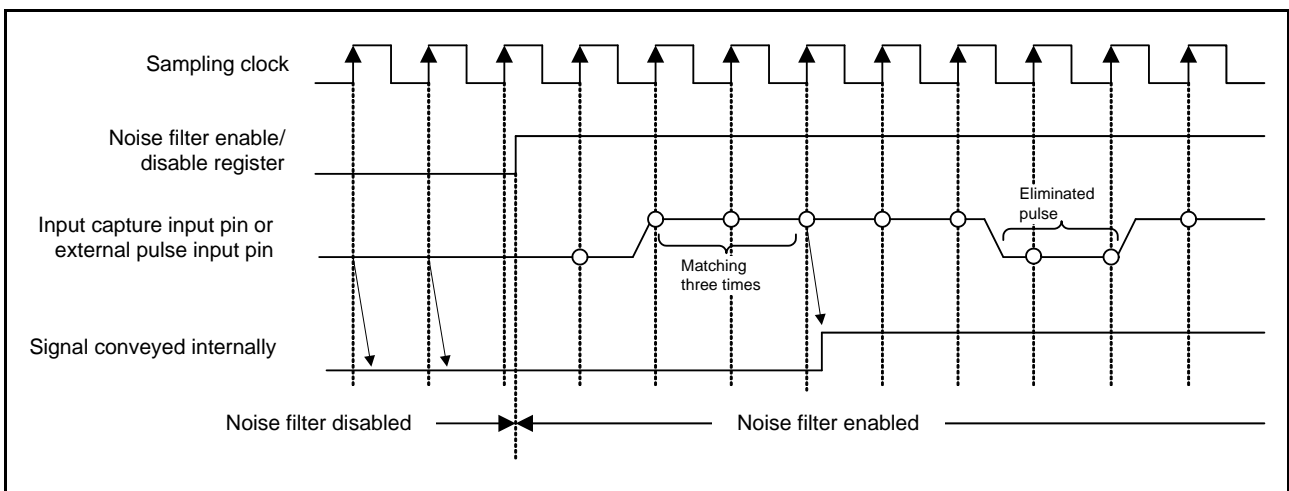 Sampling clock
Noise filter enable/
disable register
Input capture input pin or
external pulse input pin
Matching
three times
Eliminated
pulse
Signal conveyed internally
Noise filter disabled
Noise filter enabled